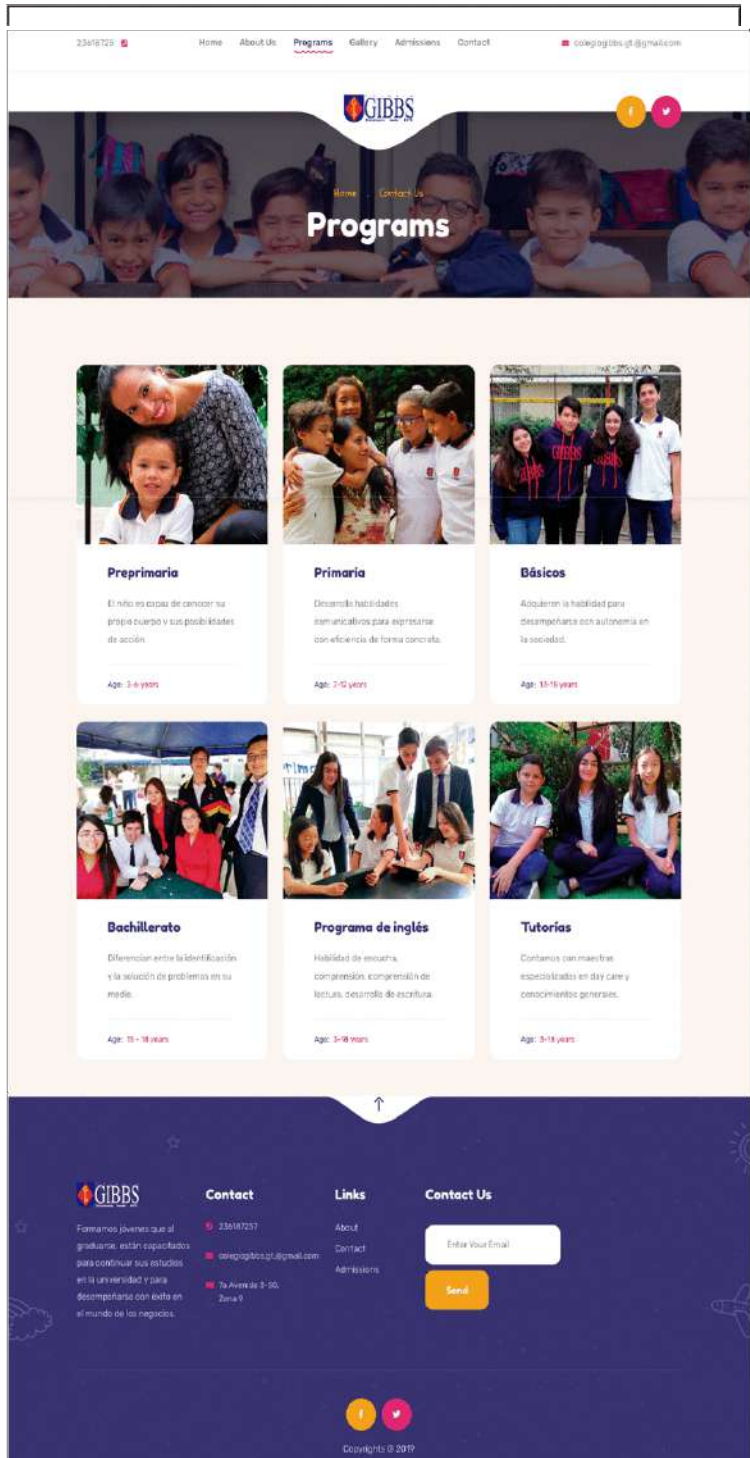 23618725
Home
About Us
Programs
Gallery
Admissions
Contact
colegiogibbs.gt.@gmail.com
GIBBS
Home . Contact Us
Programs
Preprimaria
El niño es capaz de conocer su
propio cuerpo y sus posibilidades
de acción.
Age: 3-6 years
Primaria
Desarrolla habilidades
comunicativas para expresarse
con eficiencia de forma concreta.
Age: 7-12 years
Básicos
Adquieren la habilidad para
desempeñarse con autonomía en
la sociedad.
Age: 13-15 years
Bachillerato
Diferencian entre la identificación
y la solución de problemas en su
medio.
Age: 15 - 18 years
Programa de inglés
Habilidad de escucha,
comprensión, comprensión de
lectura, desarrollo de escritura.
Age: 3-18 years
Tutorías
Contamos con maestras
especializadas en day care y
conocimientos generales.
Age: 3-18 years
GIBBS
Formamos jóvenes que al
graduarse, están capacitados
para continuar sus estudios
en la universidad y para
desempeñarse con éxito en
el mundo de los negocios.
Contact
236187257
colegiogibbs.gt.@gmail.com
7a Avenida 3-30,
Zona 9
Links
About
Contact
Admissions
Contact Us
Enter Your Email
Send
Copyrights © 2019